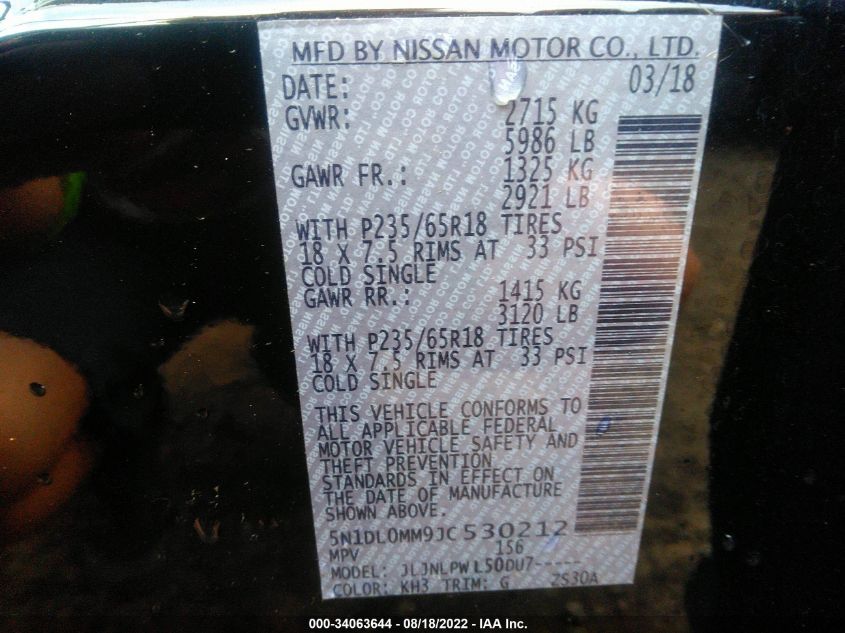 MFD BY NISSAN MOTOR CO., LTD.
DATE: 03/18
GVWR: 2715 KG
5986 LB
GAWR FR.: 1325 KG
2921 LB
WITH P235/65R18 TIRES
18 X 7.5 RIMS AT 33 PSI
COLD SINGLE
GAWR RR.: 1415 KG
3120 LB
WITH P235/65R18 TIRES
18 X 7.5 RIMS AT 33 PSI
COLD SINGLE
THIS VEHICLE CONFORMS TO
ALL APPLICABLE FEDERAL
MOTOR VEHICLE SAFETY AND
THEFT PREVENTION
STANDARDS IN EFFECT ON
THE DATE OF MANUFACTURE
SHOWN ABOVE.
5N1DL0MM9JC530212
MPV 156
MODEL: JLJNLPWL50DU7-----
COLOR: KH3 TRIM: G ZS30A
000-34063644 / 08/18/2022 - IAA Inc.